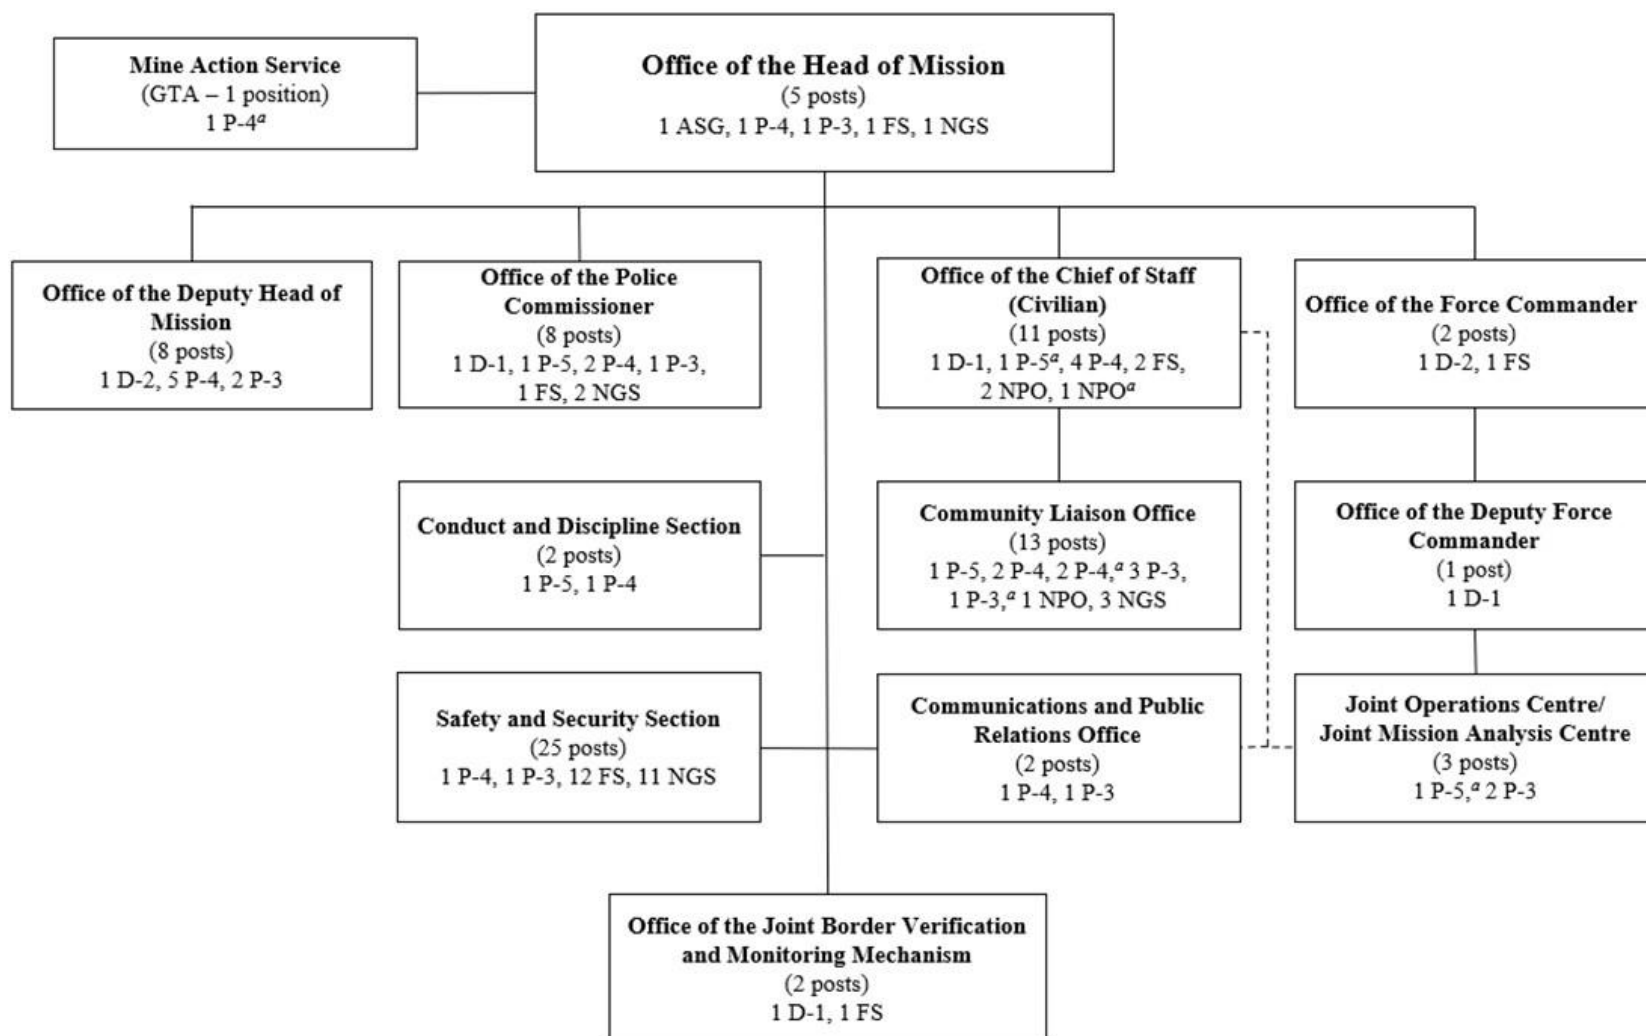 Mine Action Service
(GTA – 1 position)
1 P-4ª
Office of the Head of Mission
(5 posts)
1 ASG, 1 P-4, 1 P-3, 1 FS, 1 NGS
Office of the Deputy Head of
Mission
(8 posts)
1 D-2, 5 P-4, 2 P-3
Office of the Police
Commissioner
(8 posts)
1 D-1, 1 P-5, 2 P-4, 1 P-3,
1 FS, 2 NGS
Office of the Chief of Staff
(Civilian)
(11 posts)
1 D-1, 1 P-5ª, 4 P-4, 2 FS,
2 NPO, 1 NPOª
Office of the Force Commander
(2 posts)
1 D-2, 1 FS
Conduct and Discipline Section
(2 posts)
1 P-5, 1 P-4
Community Liaison Office
(13 posts)
1 P-5, 2 P-4, 2 P-4,ª 3 P-3,
1 P-3,ª 1 NPO, 3 NGS
Office of the Deputy Force
Commander
(1 post)
1 D-1
Safety and Security Section
(25 posts)
1 P-4, 1 P-3, 12 FS, 11 NGS
Communications and Public
Relations Office
(2 posts)
1 P-4, 1 P-3
Joint Operations Centre/
Joint Mission Analysis Centre
(3 posts)
1 P-5,ª 2 P-3
Office of the Joint Border Verification
and Monitoring Mechanism
(2 posts)
1 D-1, 1 FS